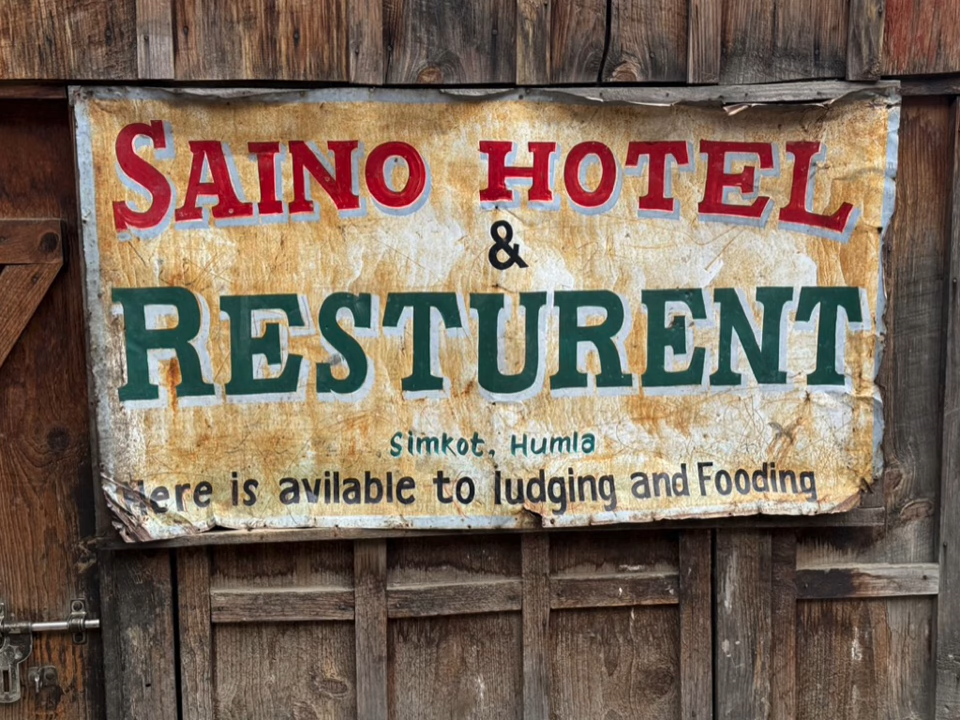 SAINO HOTEL
&
RESTURENT
Simkot, Humla
Here is avilable to ludging and Fooding